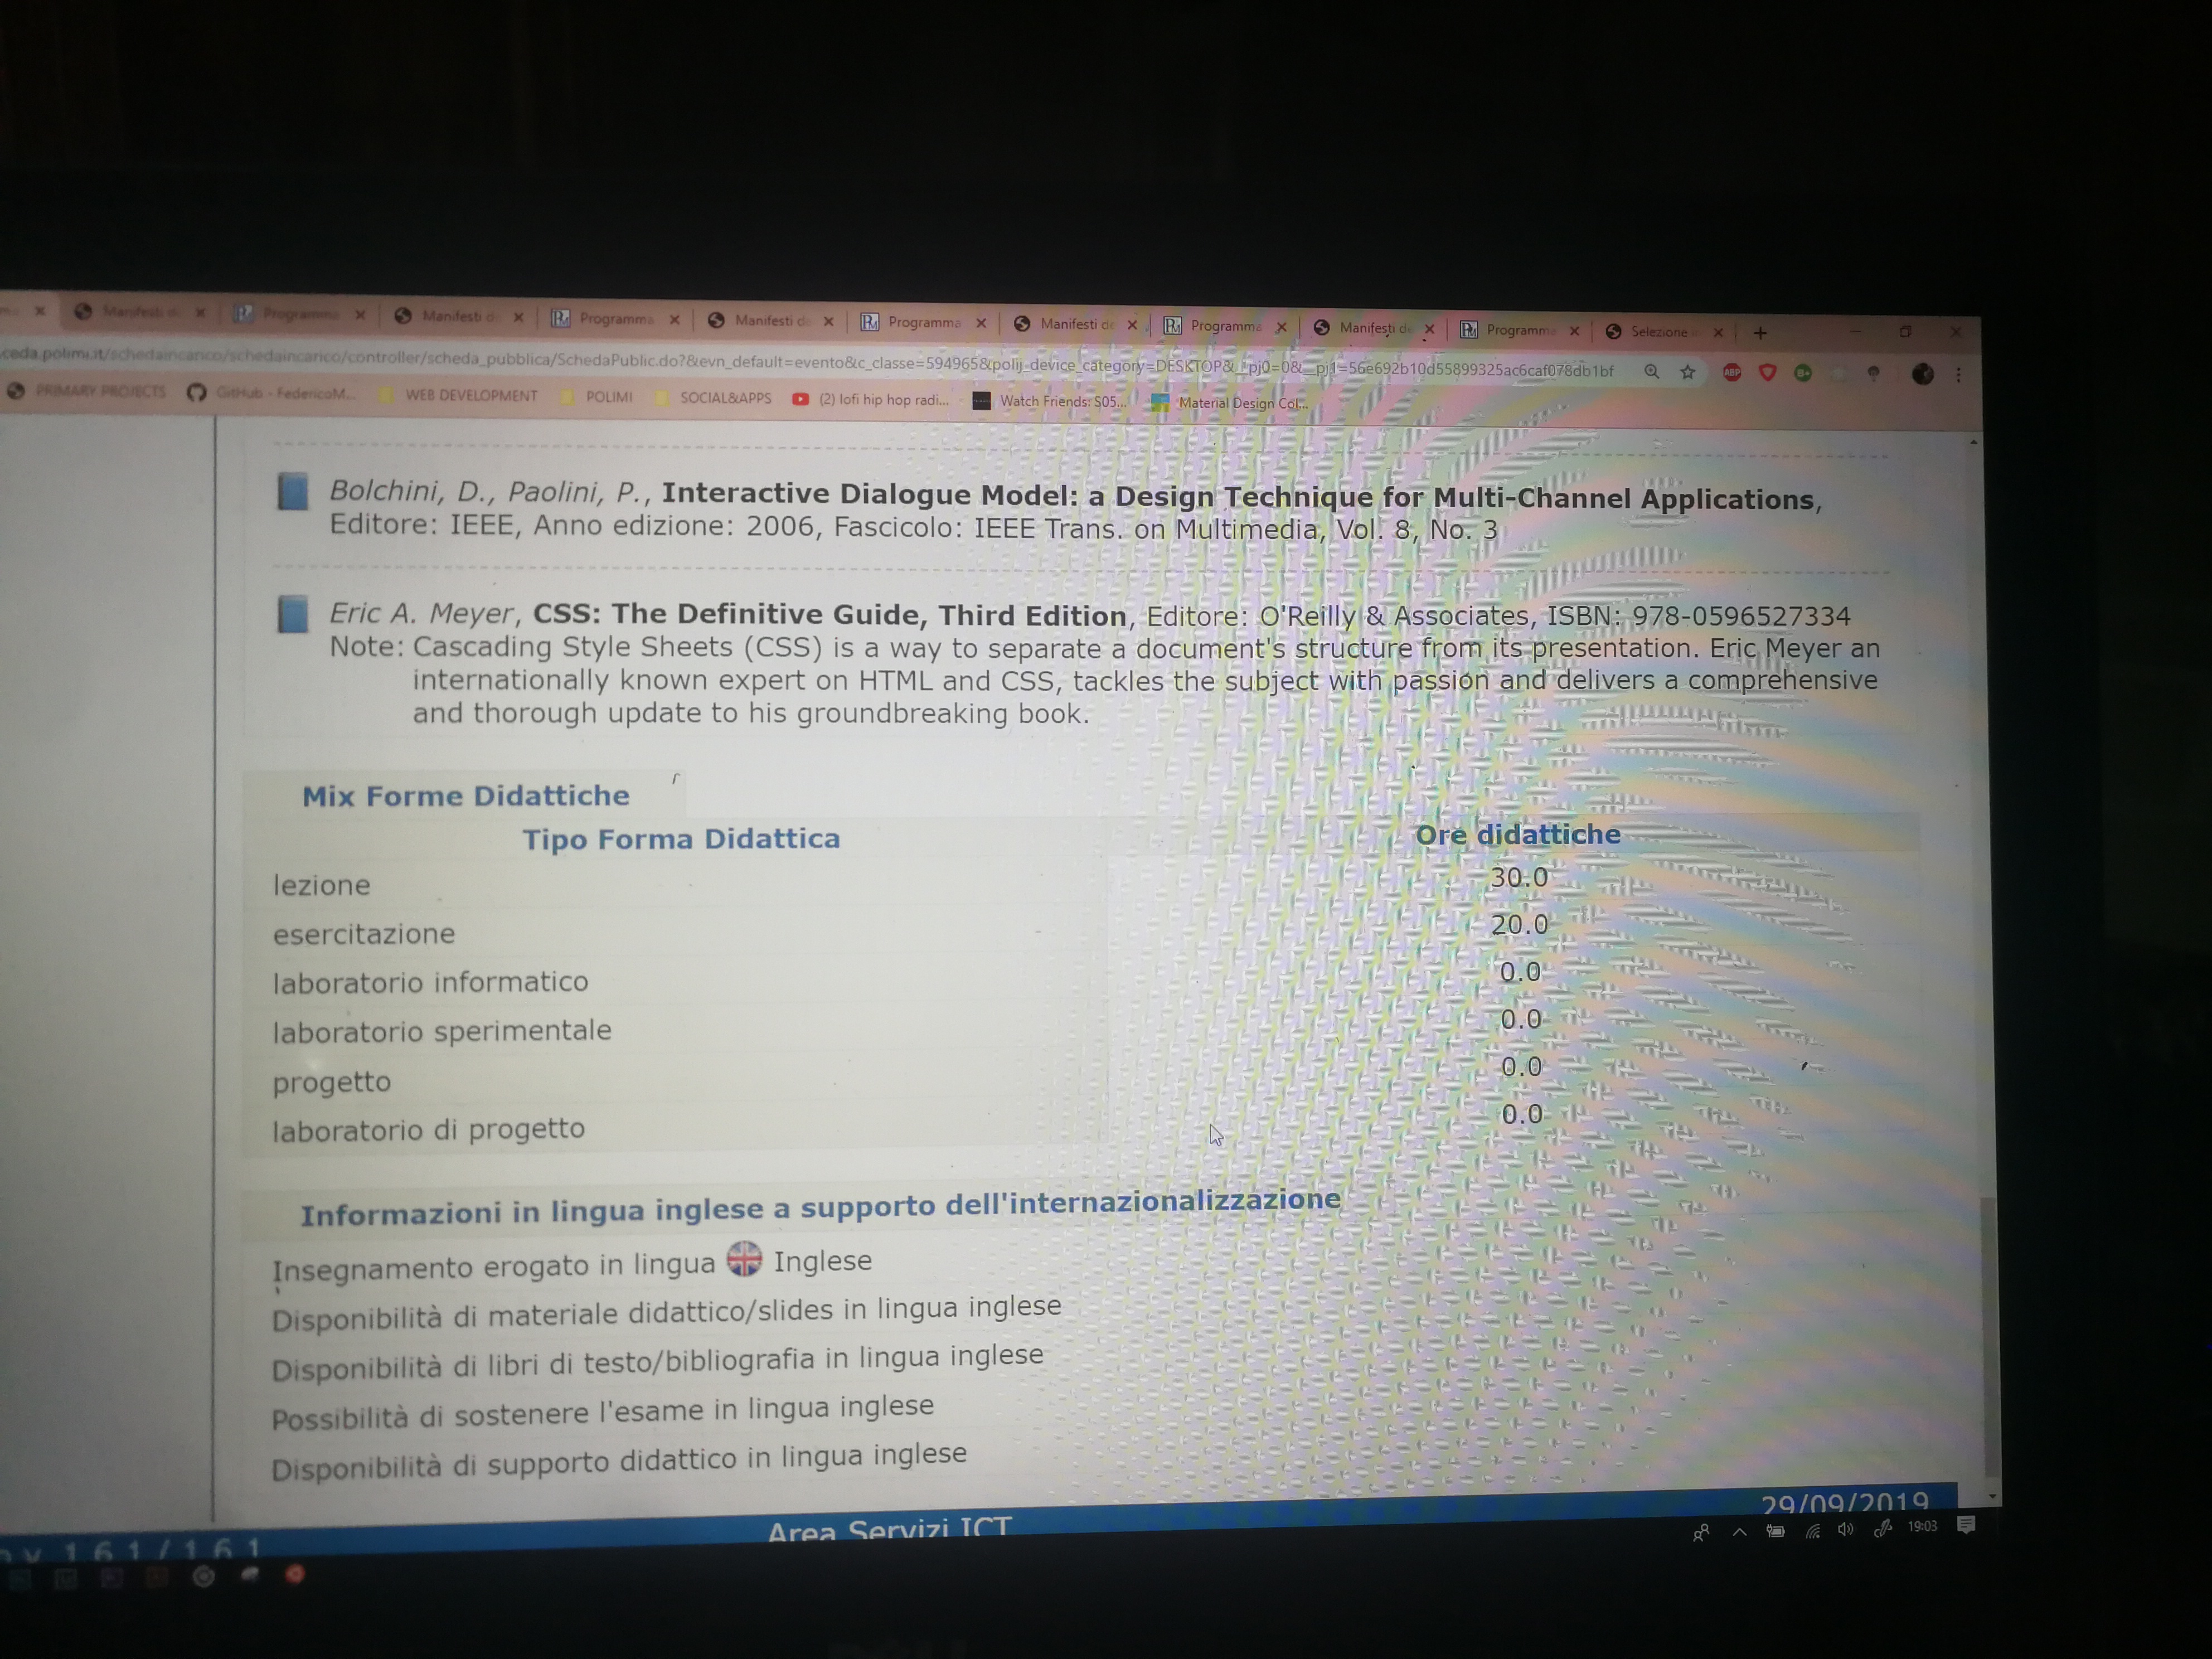 Manifesti de
Programma
Manifesti de
Programma
Manifesti de
Programma
Manifesti de
Programma
Manifesti de
Programma
Selezione
ceda.polimi.it/schedaincarico/schedaincarico/controller/scheda_pubblica/SchedaPublic.do?&evn_default=evento&c_classe=594965&polij_device_category=DESKTOP&__pj0=0&__pj1=56e692b10d55899325ac6caf078db1bf
ABP
PRIMARY PROJECTS GitHub - FedericoM... WEB DEVELOPMENT POLIMI SOCIAL&APPS (2) lofi hip hop radi... Watch Friends: S05... Material Design Col...
Bolchini, D., Paolini, P., Interactive Dialogue Model: a Design Technique for Multi-Channel Applications,
Editore: IEEE, Anno edizione: 2006, Fascicolo: IEEE Trans. on Multimedia, Vol. 8, No. 3
Eric A. Meyer, CSS: The Definitive Guide, Third Edition, Editore: O'Reilly & Associates, ISBN: 978-0596527334
Note: Cascading Style Sheets (CSS) is a way to separate a document's structure from its presentation. Eric Meyer an
internationally known expert on HTML and CSS, tackles the subject with passion and delivers a comprehensive
and thorough update to his groundbreaking book.
Mix Forme Didattiche
Tipo Forma Didattica Ore didattiche
lezione 30.0
esercitazione 20.0
laboratorio informatico 0.0
laboratorio sperimentale 0.0
progetto 0.0
laboratorio di progetto 0.0
Informazioni in lingua inglese a supporto dell'internazionalizzazione
Insegnamento erogato in lingua Inglese
Disponibilità di materiale didattico/slides in lingua inglese
Disponibilità di libri di testo/bibliografia in lingua inglese
Possibilità di sostenere l'esame in lingua inglese
Disponibilità di supporto didattico in lingua inglese
v 1 6 1 / 1 6 1 Area Servizi ICT 29/09/2019
19:03